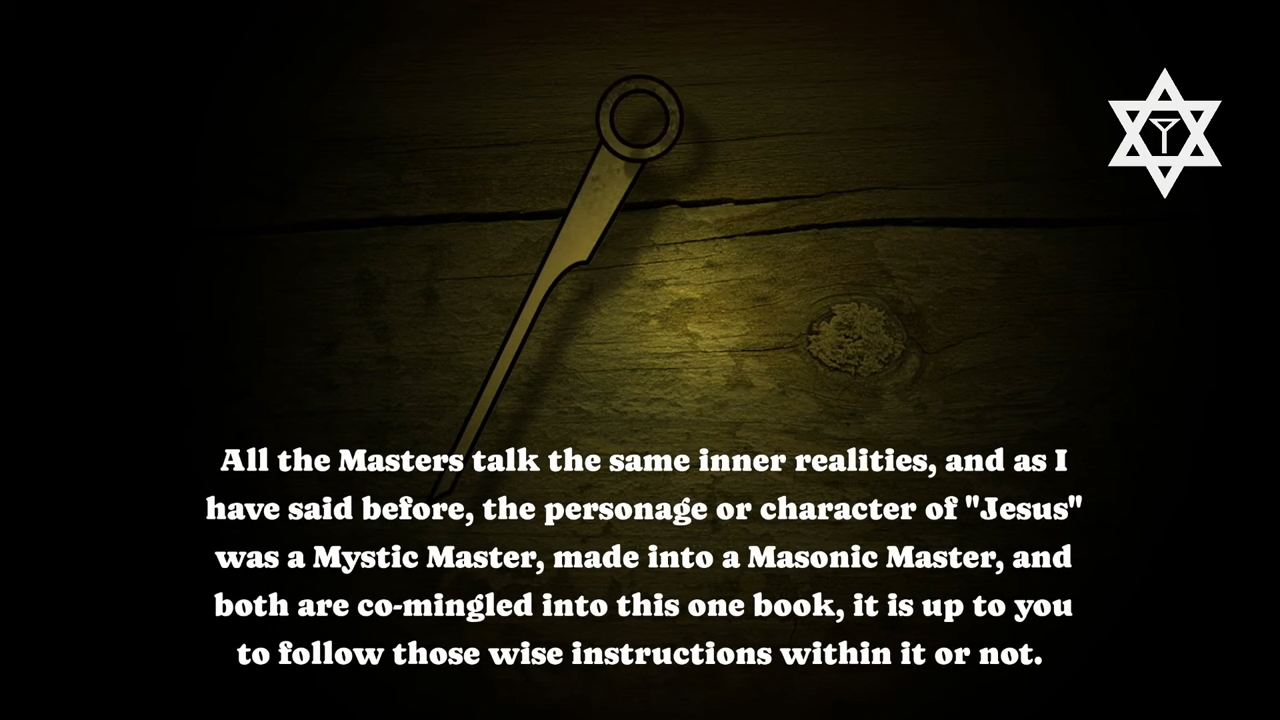 All the Masters talk the same inner realities, and as I
have said before, the personage or character of "Jesus"
was a Mystic Master, made into a Masonic Master, and
both are co-mingled into this one book, it is up to you
to follow those wise instructions within it or not.